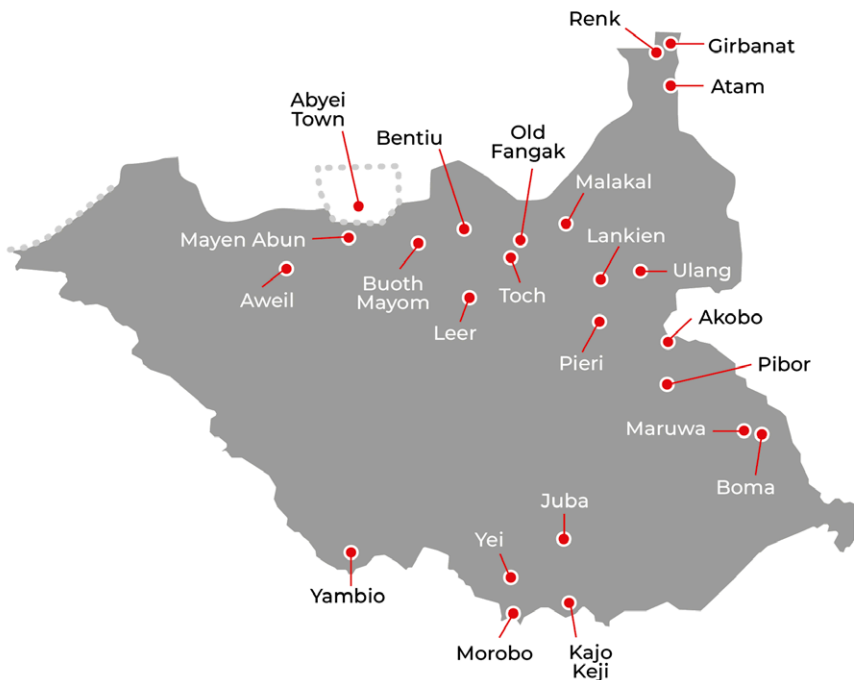 Renk
Girbanat
Atam
Abyei
Town
Bentiu
Old
Fangak
Malakal
Mayen Abun
Lankien
Aweil
Buoth
Mayom
Toch
Ulang
Leer
Akobo
Pieri
Pibor
Maruwa
Boma
Juba
Yei
Yambio
Morobo
Kajo
Keji